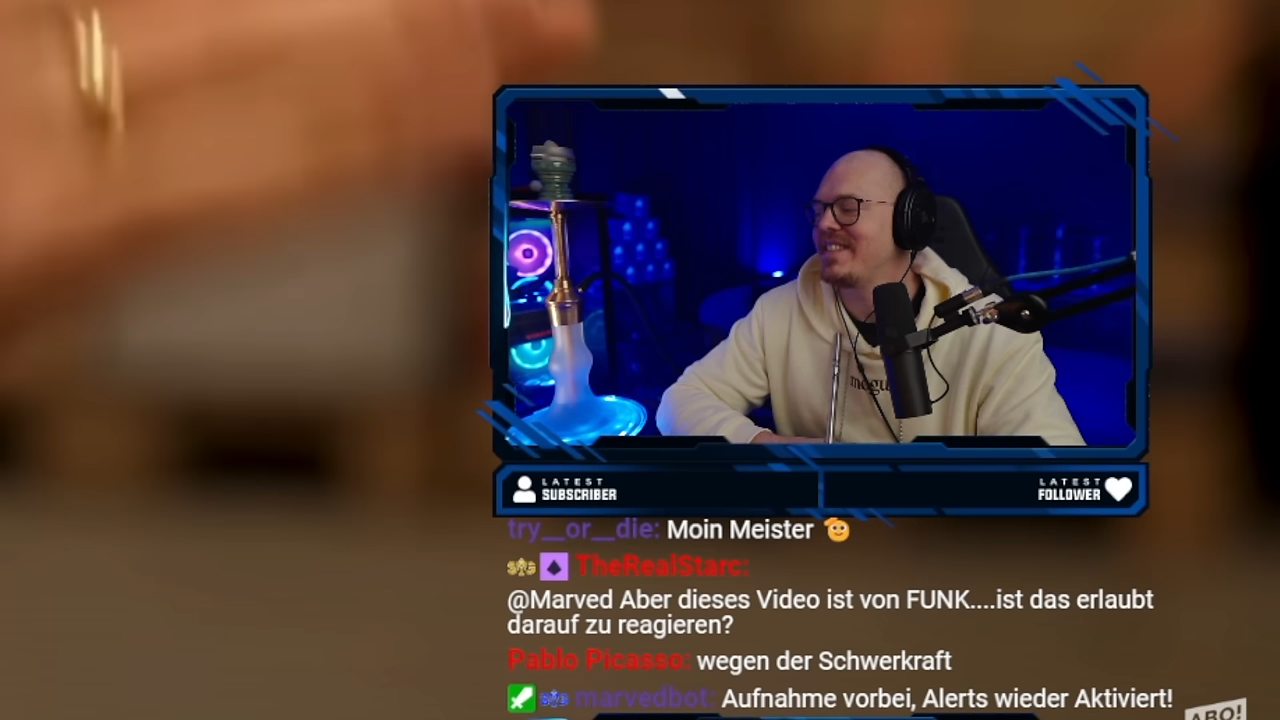 LATEST
SUBSCRIBER
LATEST
FOLLOWER
try__or__die: Moin Meister
TheRealStarc:
@Marved Aber dieses Video ist von FUNK....ist das erlaubt
darauf zu reagieren?
Pablo Picasso: wegen der Schwerkraft
marvedbot: Aufnahme vorbei, Alerts wieder Aktiviert!
ABO!